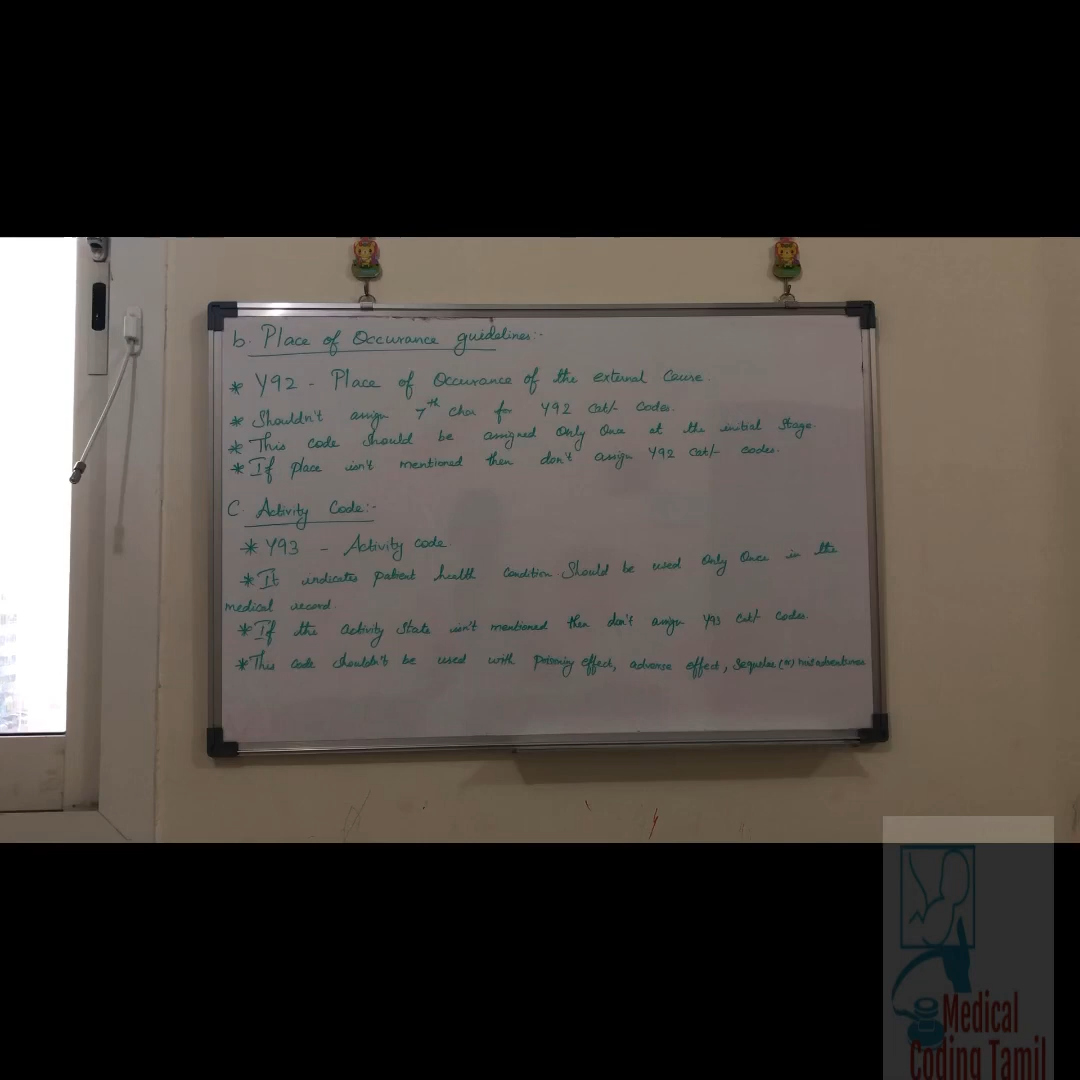 b. Place of Occurance guidelines:-
* Y92 - Place of Occurance of the external Cause.
* Shouldn't assign 7th Char for Y92 Cat/- Codes.
* This code should be assigned Only Once at the initial Stage.
* If place isn't mentioned then don't assign Y92 Cat/- codes.
C. Activity Code:-
* Y93 - Activity code.
* It indicates patient health condition. Should be used Only Once in the
medical record.
* If the Activity State isn't mentioned then don't assign Y93 Cat/- Codes.
* This code shouldn't be used with effect, adverse effect, Sequelae (or)
Medical
Coding Tamil